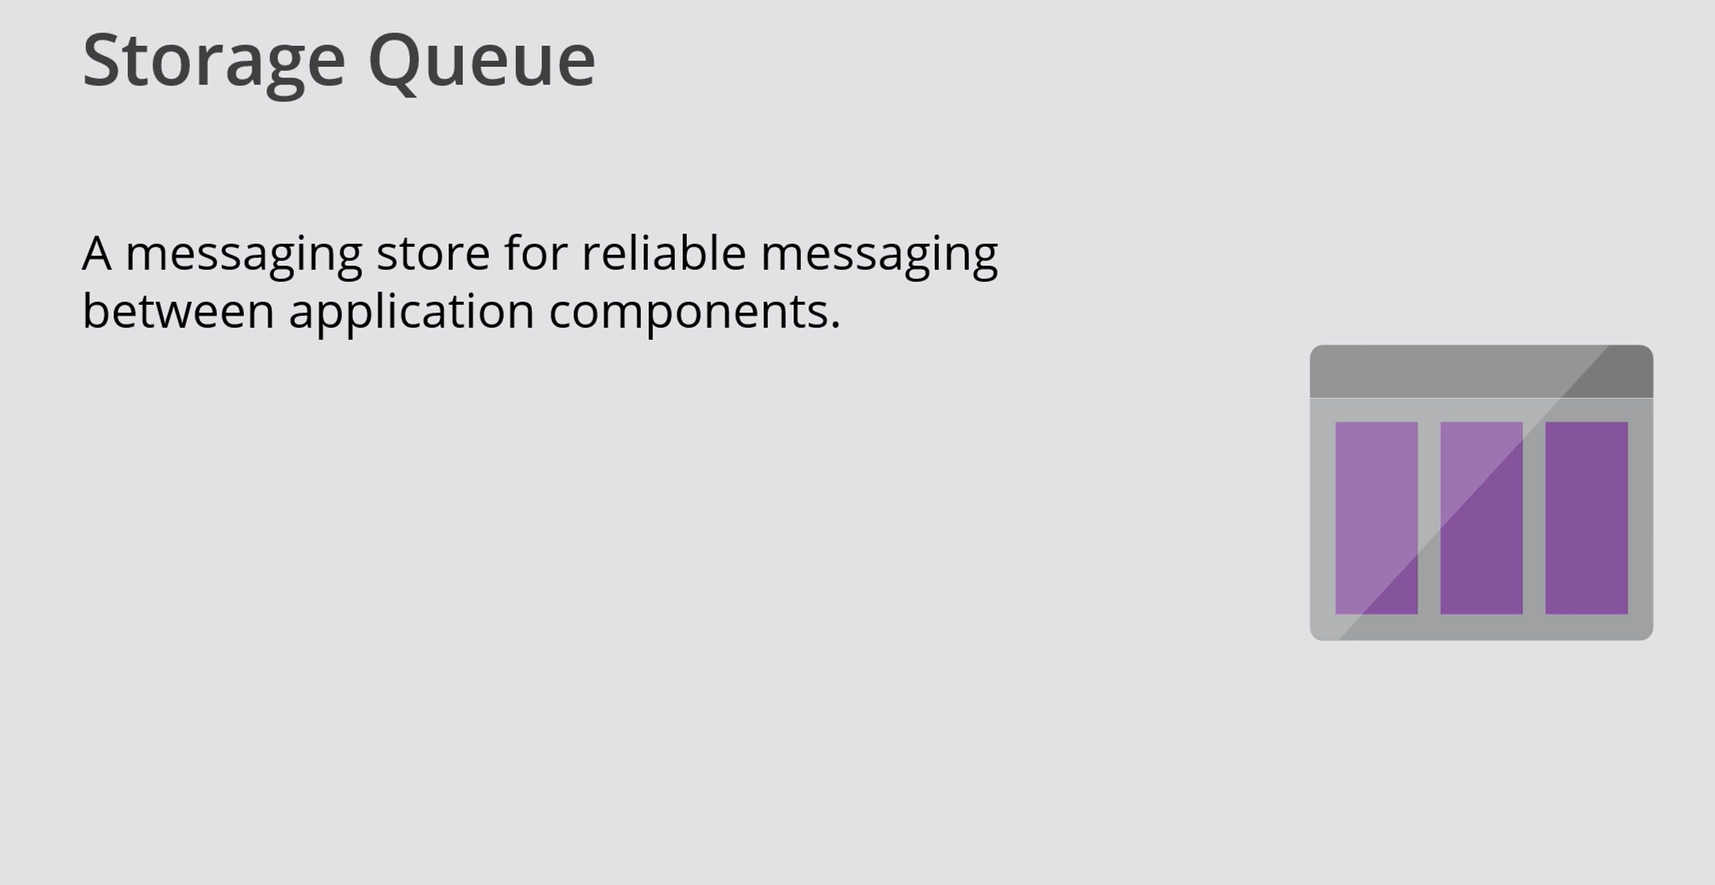 Storage Queue
A messaging store for reliable messaging
between application components.